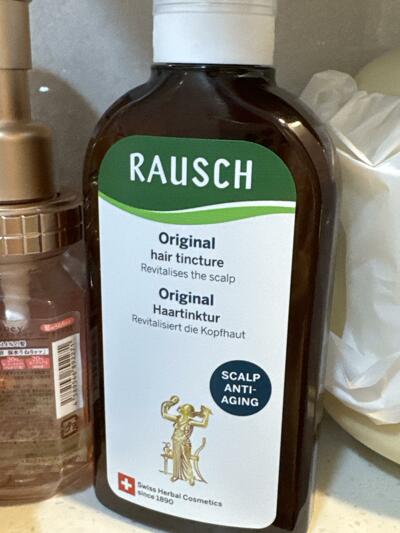 RAUSCH
Original
hair tincture
Revitalises the scalp
Original
Haartinktur
Revitalisiert die Kopfhaut
SCALP
ANTI-
AGING
Swiss Herbal Cosmetics
since 1890